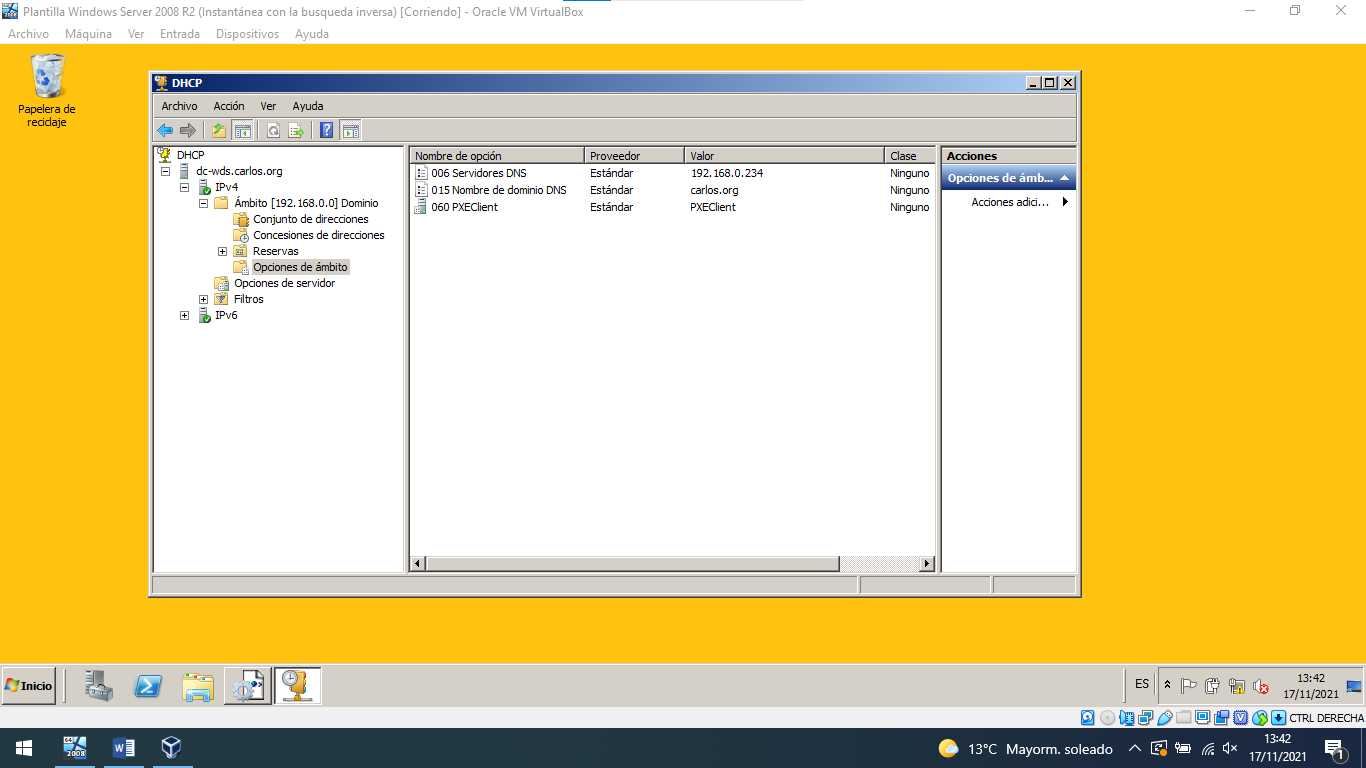 Plantilla Windows Server 2008 R2 (Instantánea con la busqueda inversa) [Corriendo] - Oracle VM VirtualBox
Archivo Máquina Ver Entrada Dispositivos Ayuda
Papelera de
reciclaje
DHCP
Archivo Acción Ver Ayuda
DHCP
dc-wds.carlos.org
IPv4
Ámbito [192.168.0.0] Dominio
Conjunto de direcciones
Concesiones de direcciones
Reservas
Opciones de ámbito
Opciones de servidor
Filtros
IPv6
Nombre de opción Proveedor Valor Clase
006 Servidores DNS Estándar 192.168.0.234 Ninguno
015 Nombre de dominio DNS Estándar carlos.org Ninguno
060 PXEClient Estándar PXEClient Ninguno
Acciones
Opciones de ámb...
Acciones adici...
Inicio
ES
13:42
17/11/2021
CTRL DERECHA
2008
13°C Mayorm. soleado
13:42
17/11/2021
1